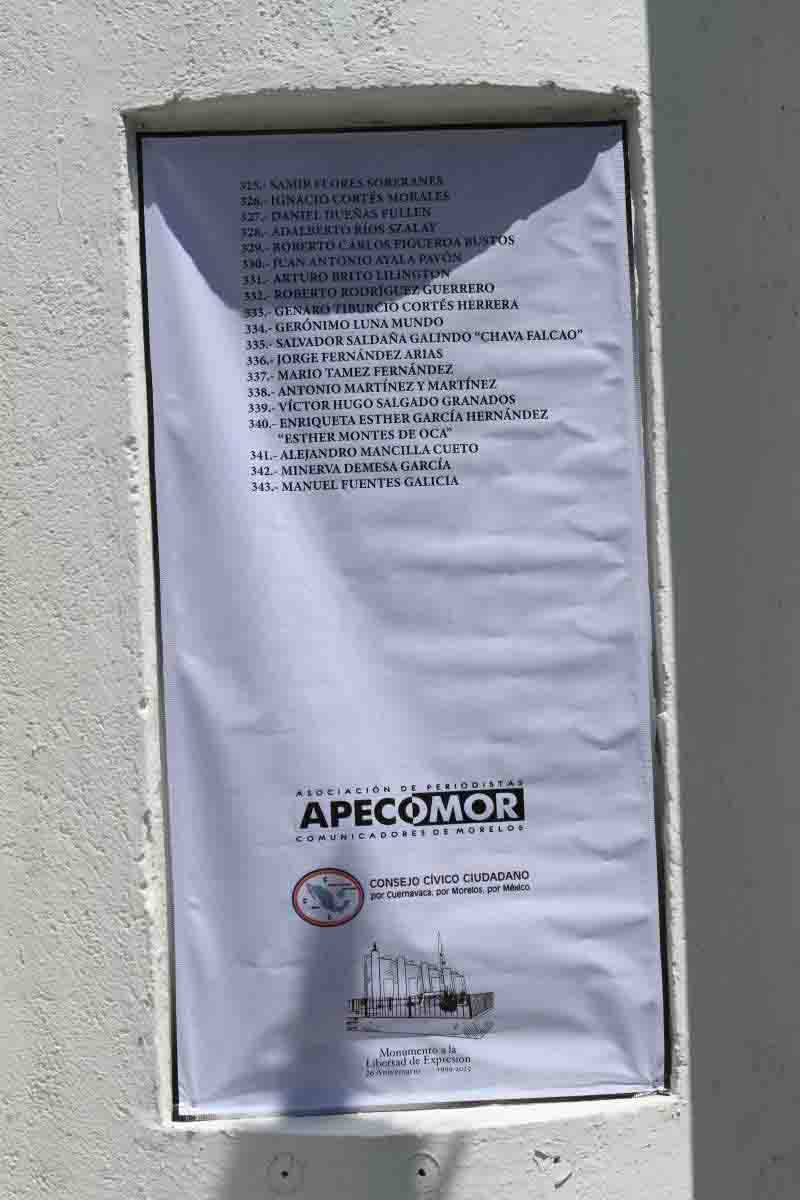 325.- SAMIR FLORES SOBERANES
326.- IGNACIO CORTÉS MORALES
327.- DANIEL DUEÑAS FULLEN
328.- ADALBERTO RÍOS SZALAY
329.- ROBERTO CARLOS FIGUEROA BUSTOS
330.- JUAN ANTONIO AYALA PAVÓN
331.- ARTURO BRITO LILINGTON
332.- ROBERTO RODRÍGUEZ GUERRERO
333.- GENARO TIBURCIO CORTÉS HERRERA
334.- GERÓNIMO LUNA MUNDO
335.- SALVADOR SALDAÑA GALINDO "CHAVA FALCAO"
336.- JORGE FERNÁNDEZ ARIAS
337.- MARIO TAMEZ FERNÁNDEZ
338.- ANTONIO MARTÍNEZ Y MARTÍNEZ
339.- VÍCTOR HUGO SALGADO GRANADOS
340.- ENRIQUETA ESTHER GARCÍA HERNÁNDEZ
"ESTHER MONTES DE OCA"
341.- ALEJANDRO MANCILLA CUETO
342.- MINERVA DEMESA GARCÍA
343.- MANUEL FUENTES GALICIA
ASOCIACIÓN DE PERIODISTAS
APECOMOR
COMUNICADORES DE MORELOS
CONSEJO CÍVICO CIUDADANO
por Cuernavaca, por Morelos, por México.
Monumento a la
Libertad de Expresión
26 Aniversario 1999-2025